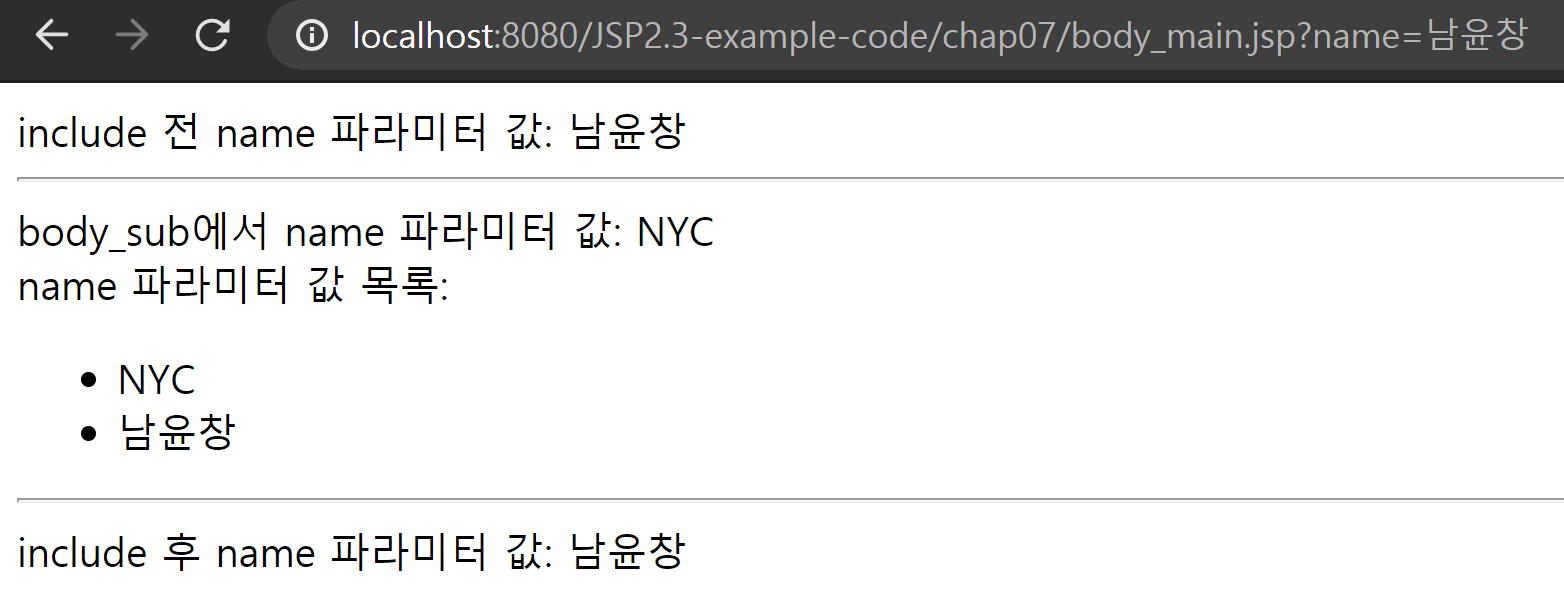 localhost:8080/JSP2.3-example-code/chap07/body_main.jsp?name=남윤창
include 전 name 파라미터 값: 남윤창
body_sub에서 name 파라미터 값: NYC
name 파라미터 값 목록:
NYC
남윤창
include 후 name 파라미터 값: 남윤창